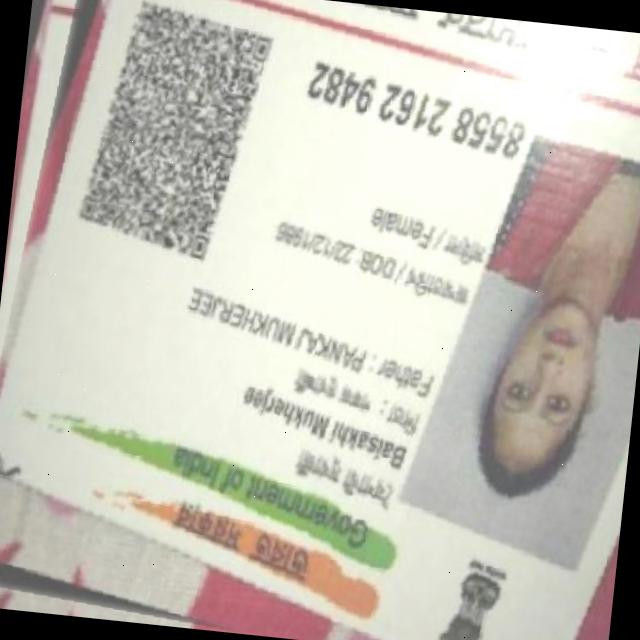 ভারত সরকার
Government of India
বৈশাখী মুখার্জী
Baisakhi Mukherjee
পিতা : পঙ্কজ মুখার্জী
Father : PANKAJ MUKHERJEE
জন্মতারিখ / DOB: 22/12/1986
মহিলা / Female
8558 2162 9482